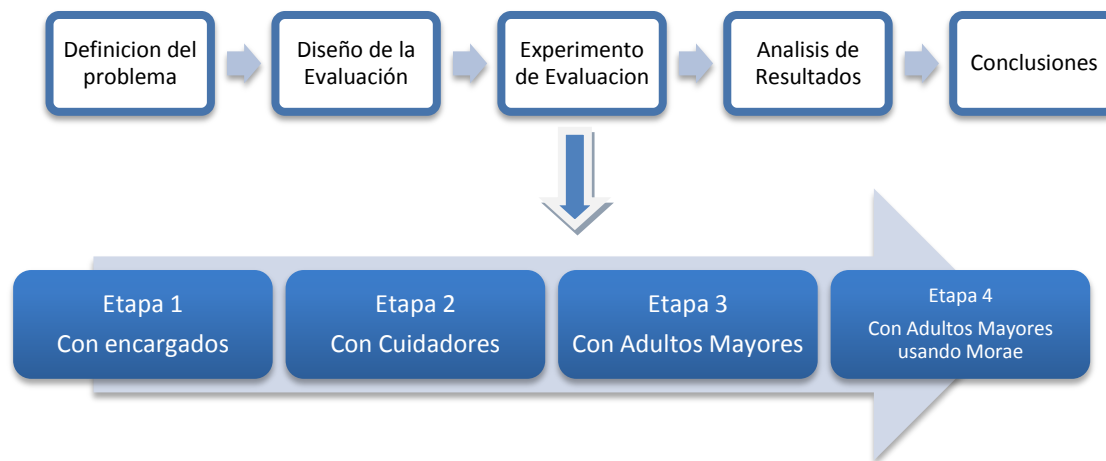 Definicion del
problema
Diseño de la
Evaluación
Experimento
de Evaluacion
Analisis de
Resultados
Conclusiones
Etapa 1
Con encargados
Etapa 2
Con Cuidadores
Etapa 3
Con Adultos Mayores
Etapa 4
Con Adultos Mayores
usando Morae